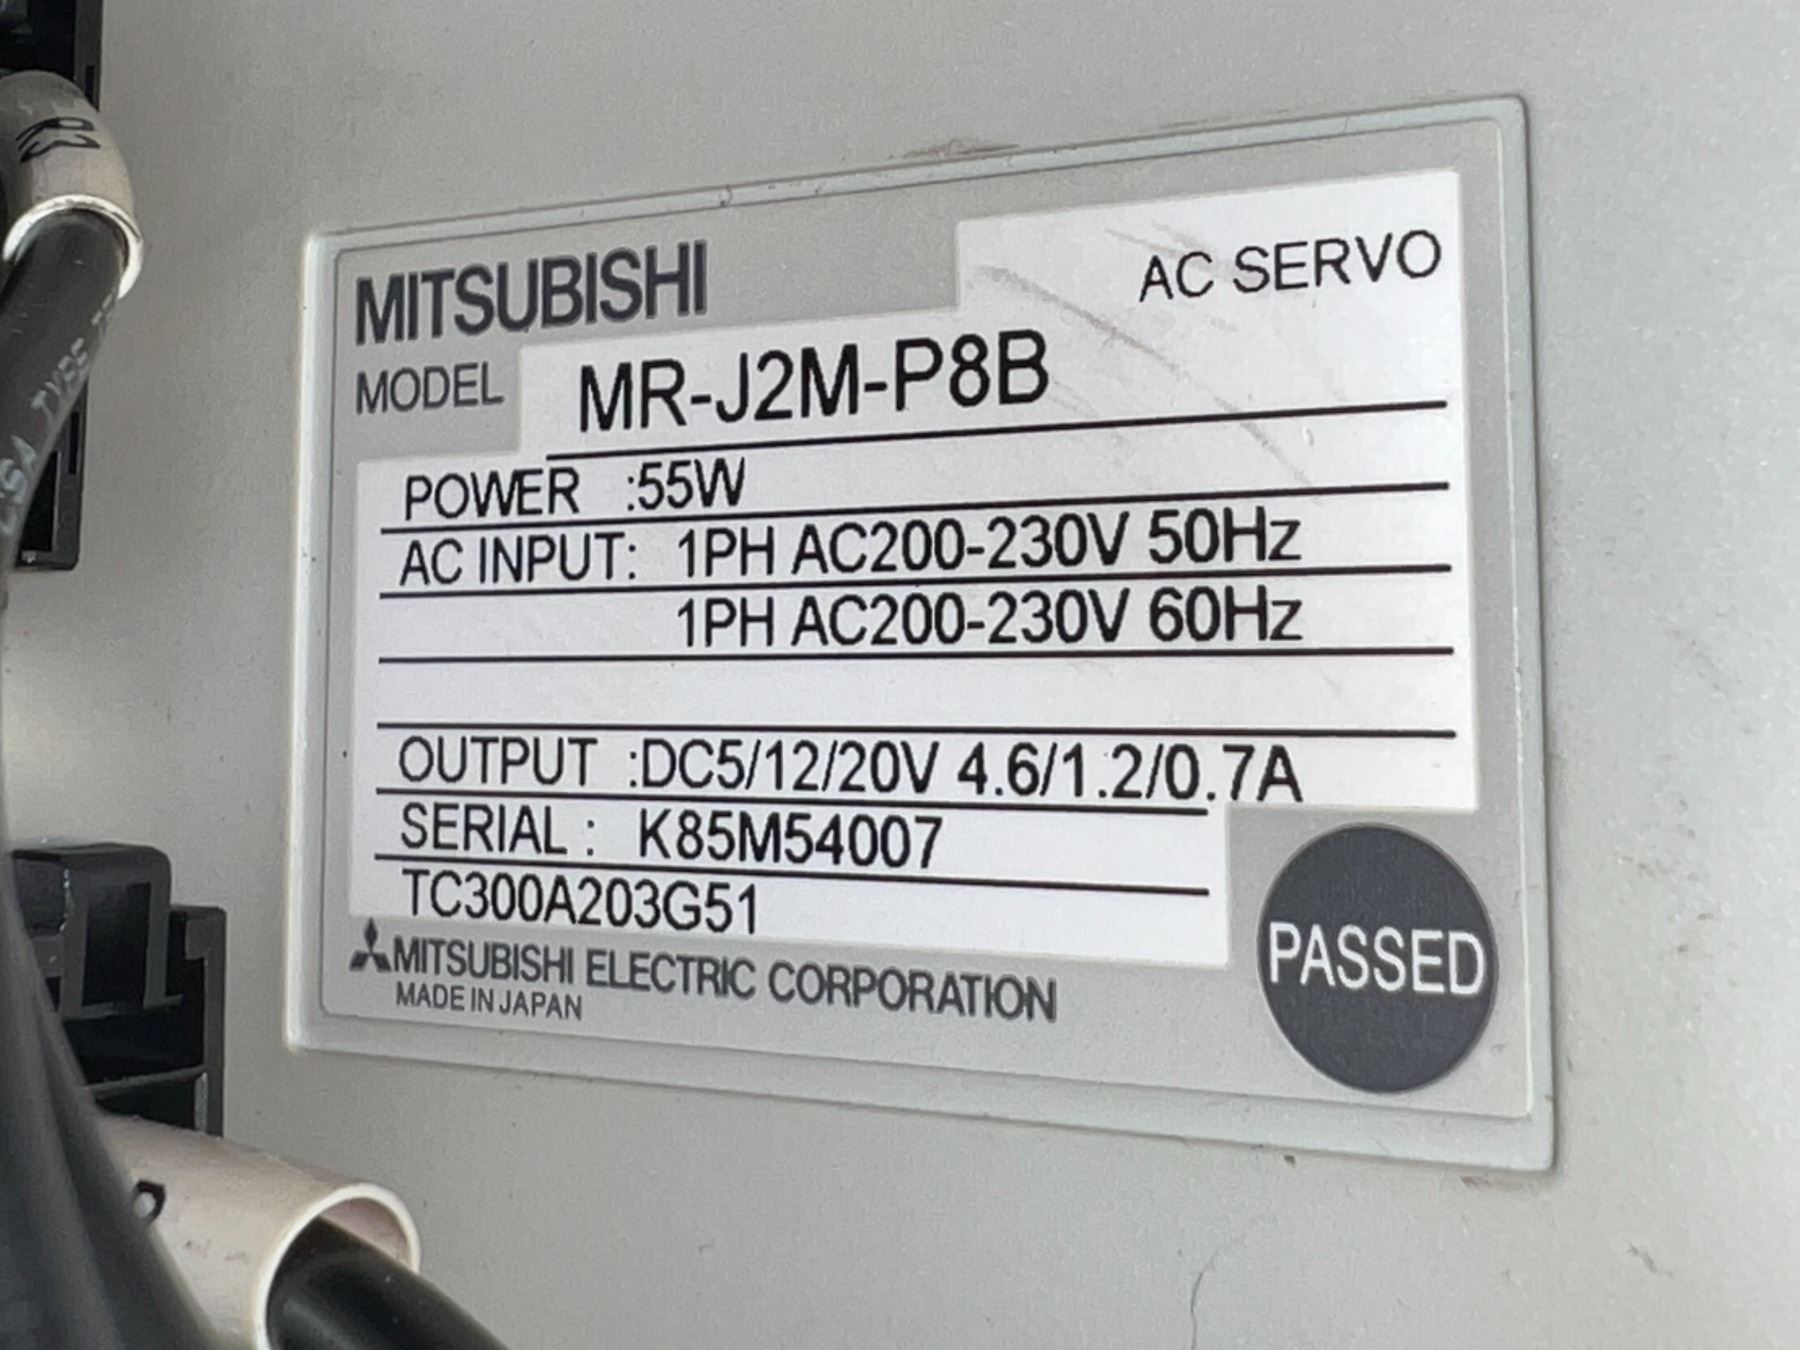 MITSUBISHI
AC SERVO
MODEL MR-J2M-P8B
POWER :55W
AC INPUT: 1PH AC200-230V 50Hz
1PH AC200-230V 60Hz
OUTPUT :DC5/12/20V 4.6/1.2/0.7A
SERIAL: K85M54007
TC300A203G51
MITSUBISHI ELECTRIC CORPORATION
MADE IN JAPAN
PASSED